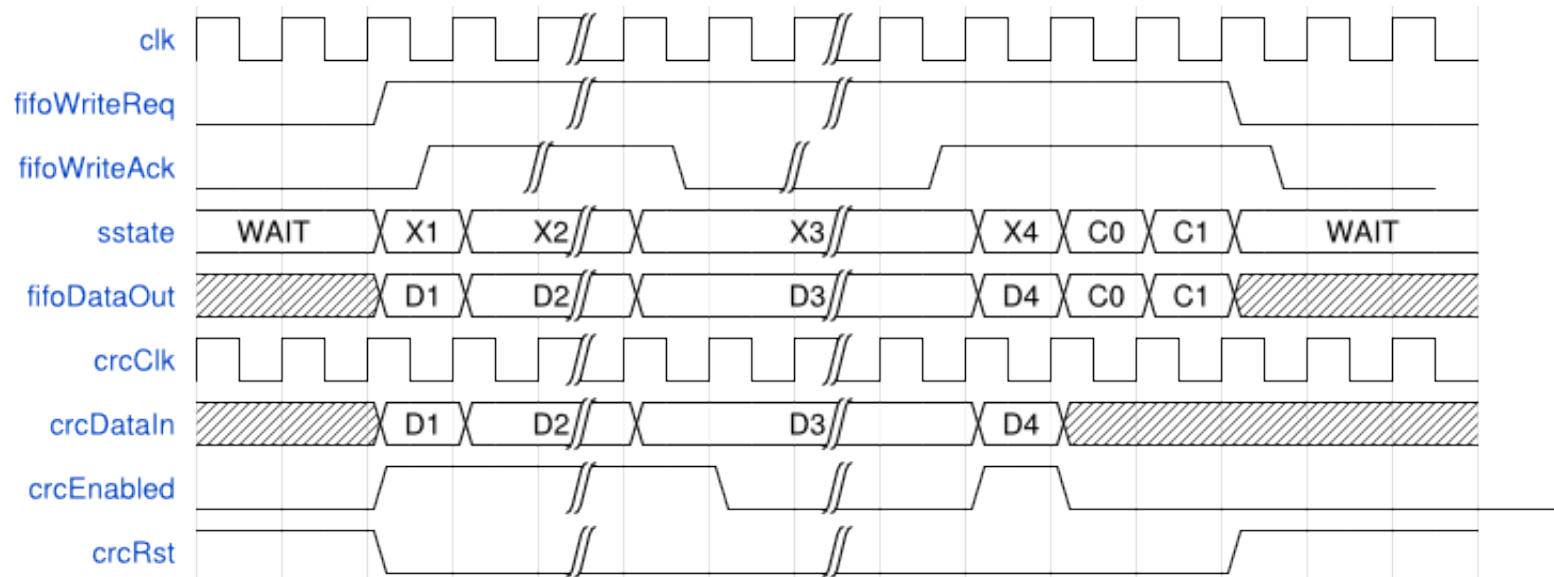 clk
fifoWriteReq
fifoWriteAck
sstate WAIT X1 X2 X3 X4 C0 C1 WAIT
fifoDataOut D1 D2 D3 D4 C0 C1
crcClk
crcDataIn D1 D2 D3 D4
crcEnabled
crcRst